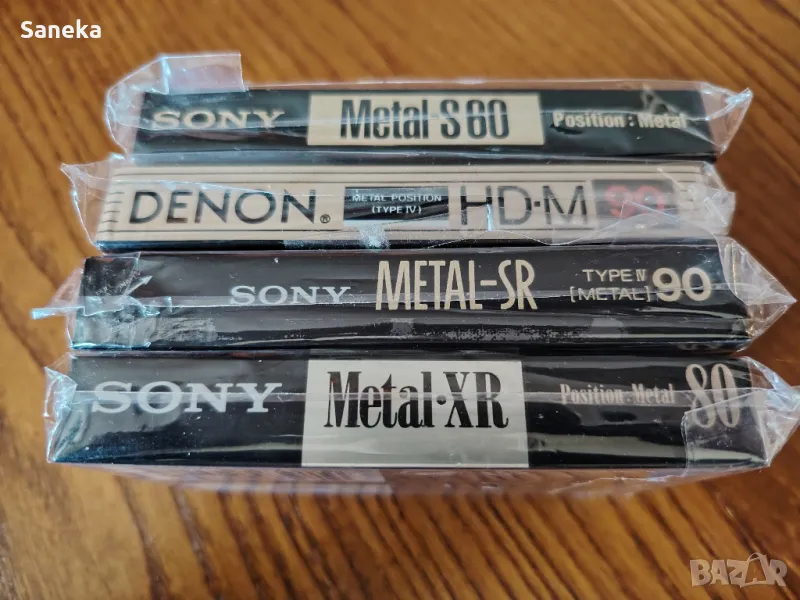 Saneka
SONY Metal-S 60 Position : Metal
DENON® METAL POSITION (TYPE IV) HD·M 90
SONY METAL-SR TYPE IV [METAL] 90
SONY Metal·XR Position : Metal 80
BAZAR